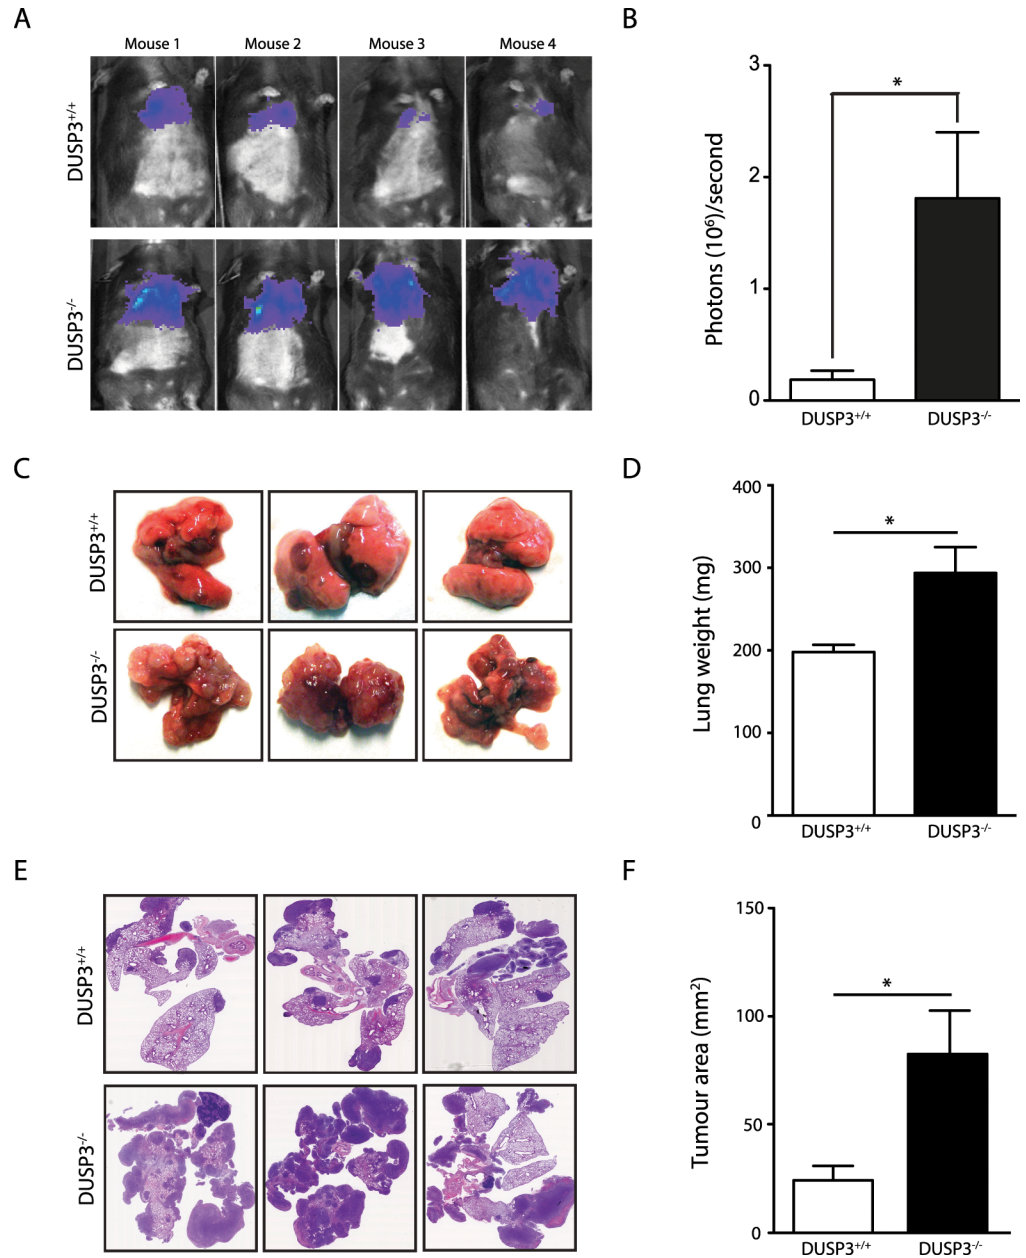 A
Mouse 1 Mouse 2 Mouse 3 Mouse 4
DUSP3+/+
DUSP3-/-
B
Photons (10⁶)/second
3
2
1
0
DUSP3+/+ DUSP3-/-
*
C
DUSP3+/+
DUSP3-/-
D
Lung weight (mg)
400
300
200
100
0
DUSP3+/+ DUSP3-/-
*
E
DUSP3+/+
DUSP3-/-
F
Tumour area (mm²)
150
100
50
0
DUSP3+/+ DUSP3-/-
*